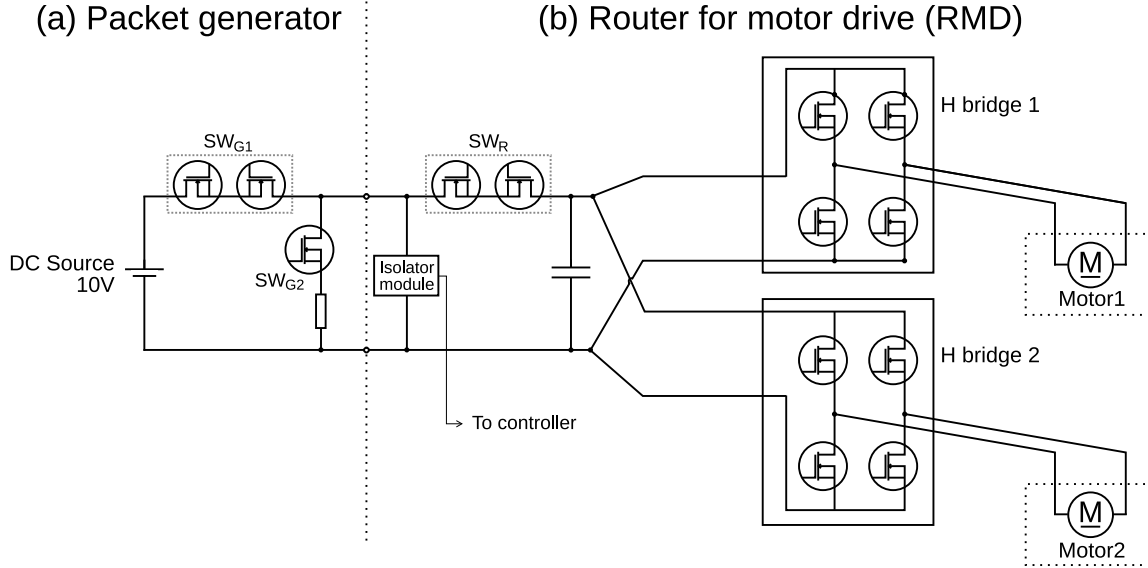 (a) Packet generator
(b) Router for motor drive (RMD)
H bridge 1
SWG1
SWR
DC Source
10V
SWG2
Isolator
module
M
Motor1
H bridge 2
To controller
M
Motor2